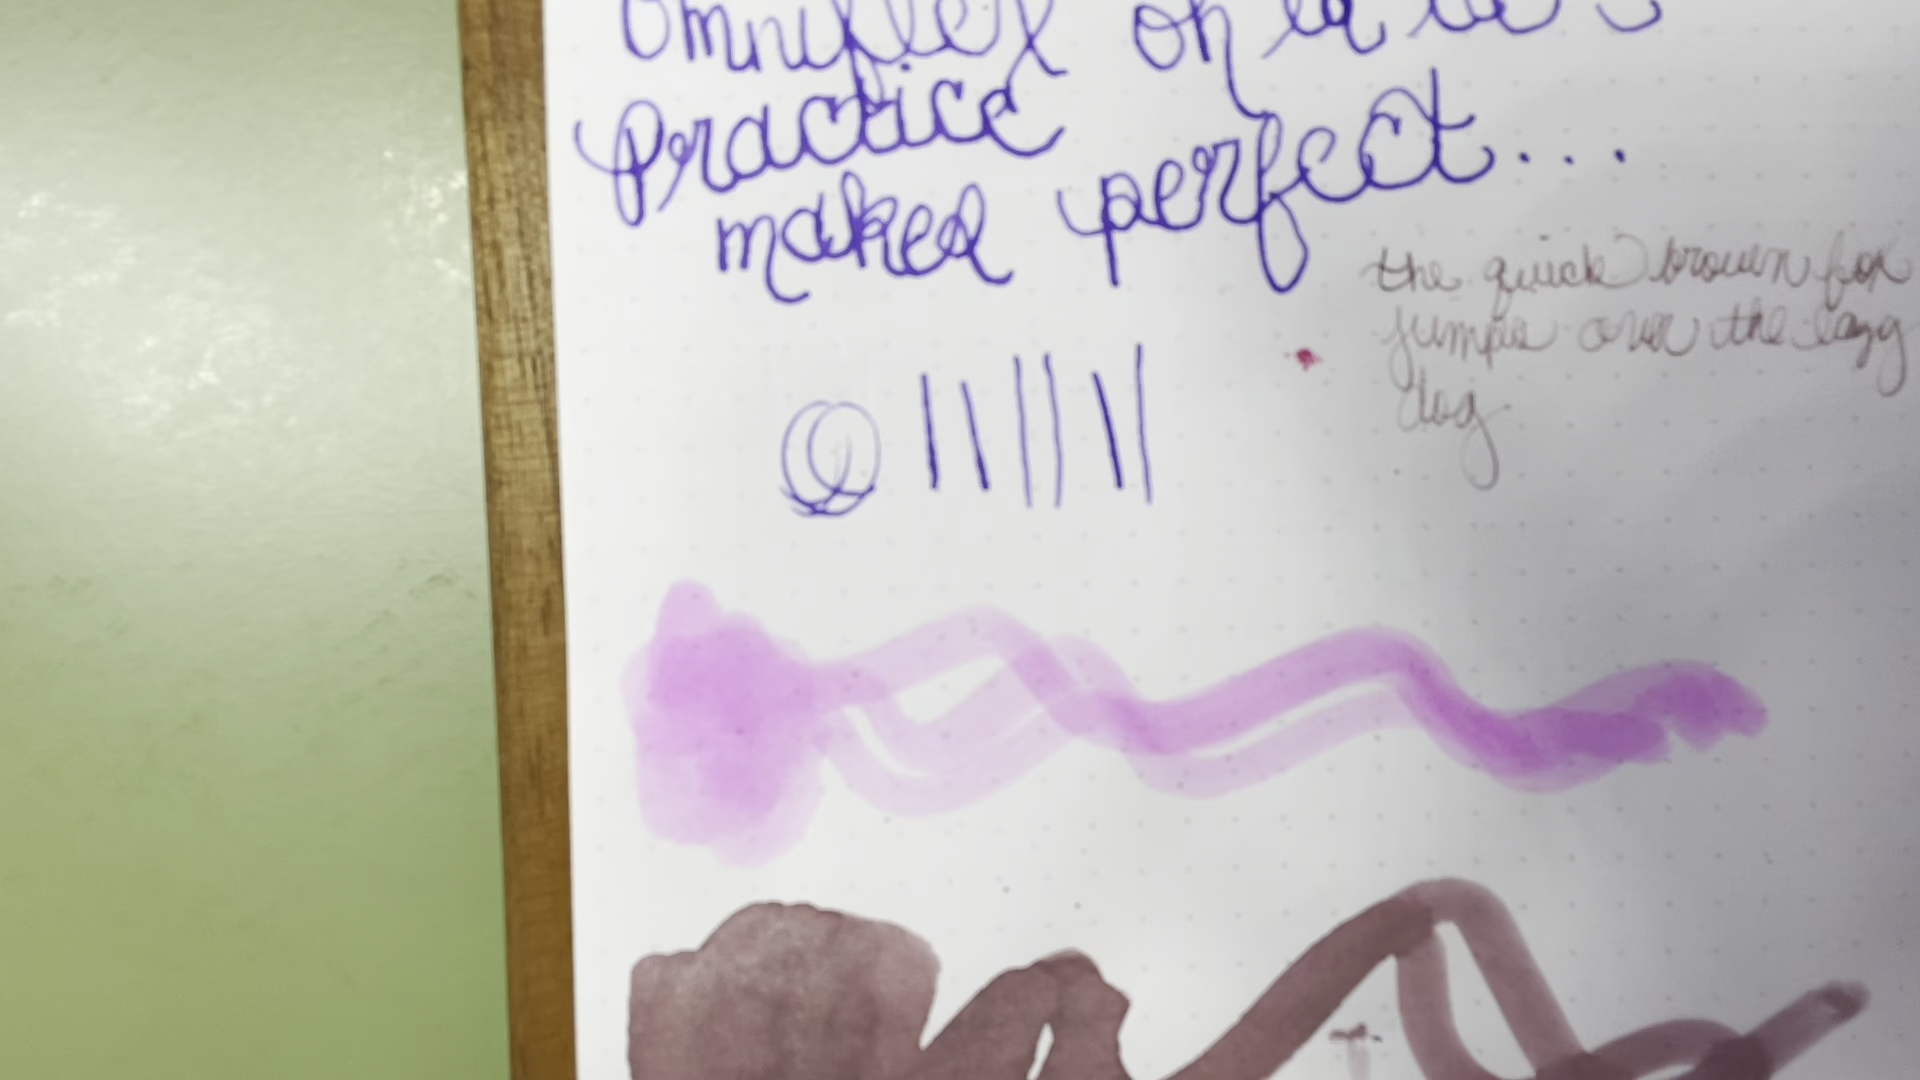 Omniflex on
Practice
makes perfect...
the quick brown fox
jumps over the lazy
dog